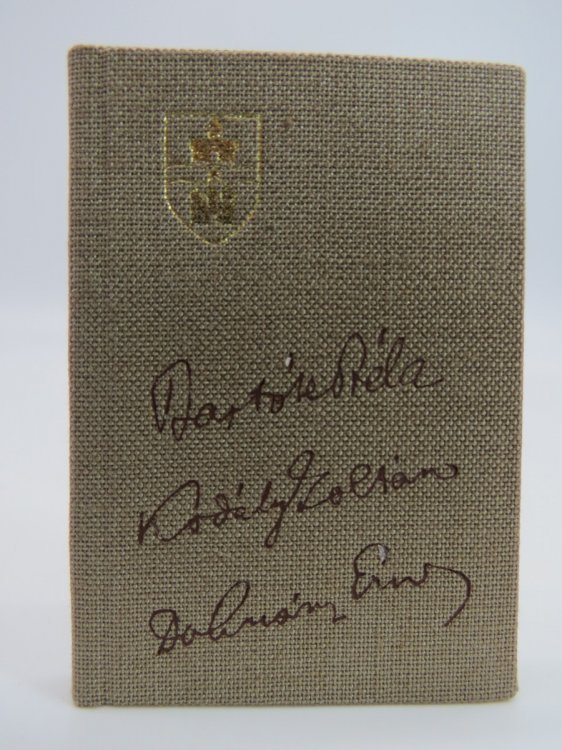 Bartók Béla
Kodály Zoltán
Dohnányi Ernő